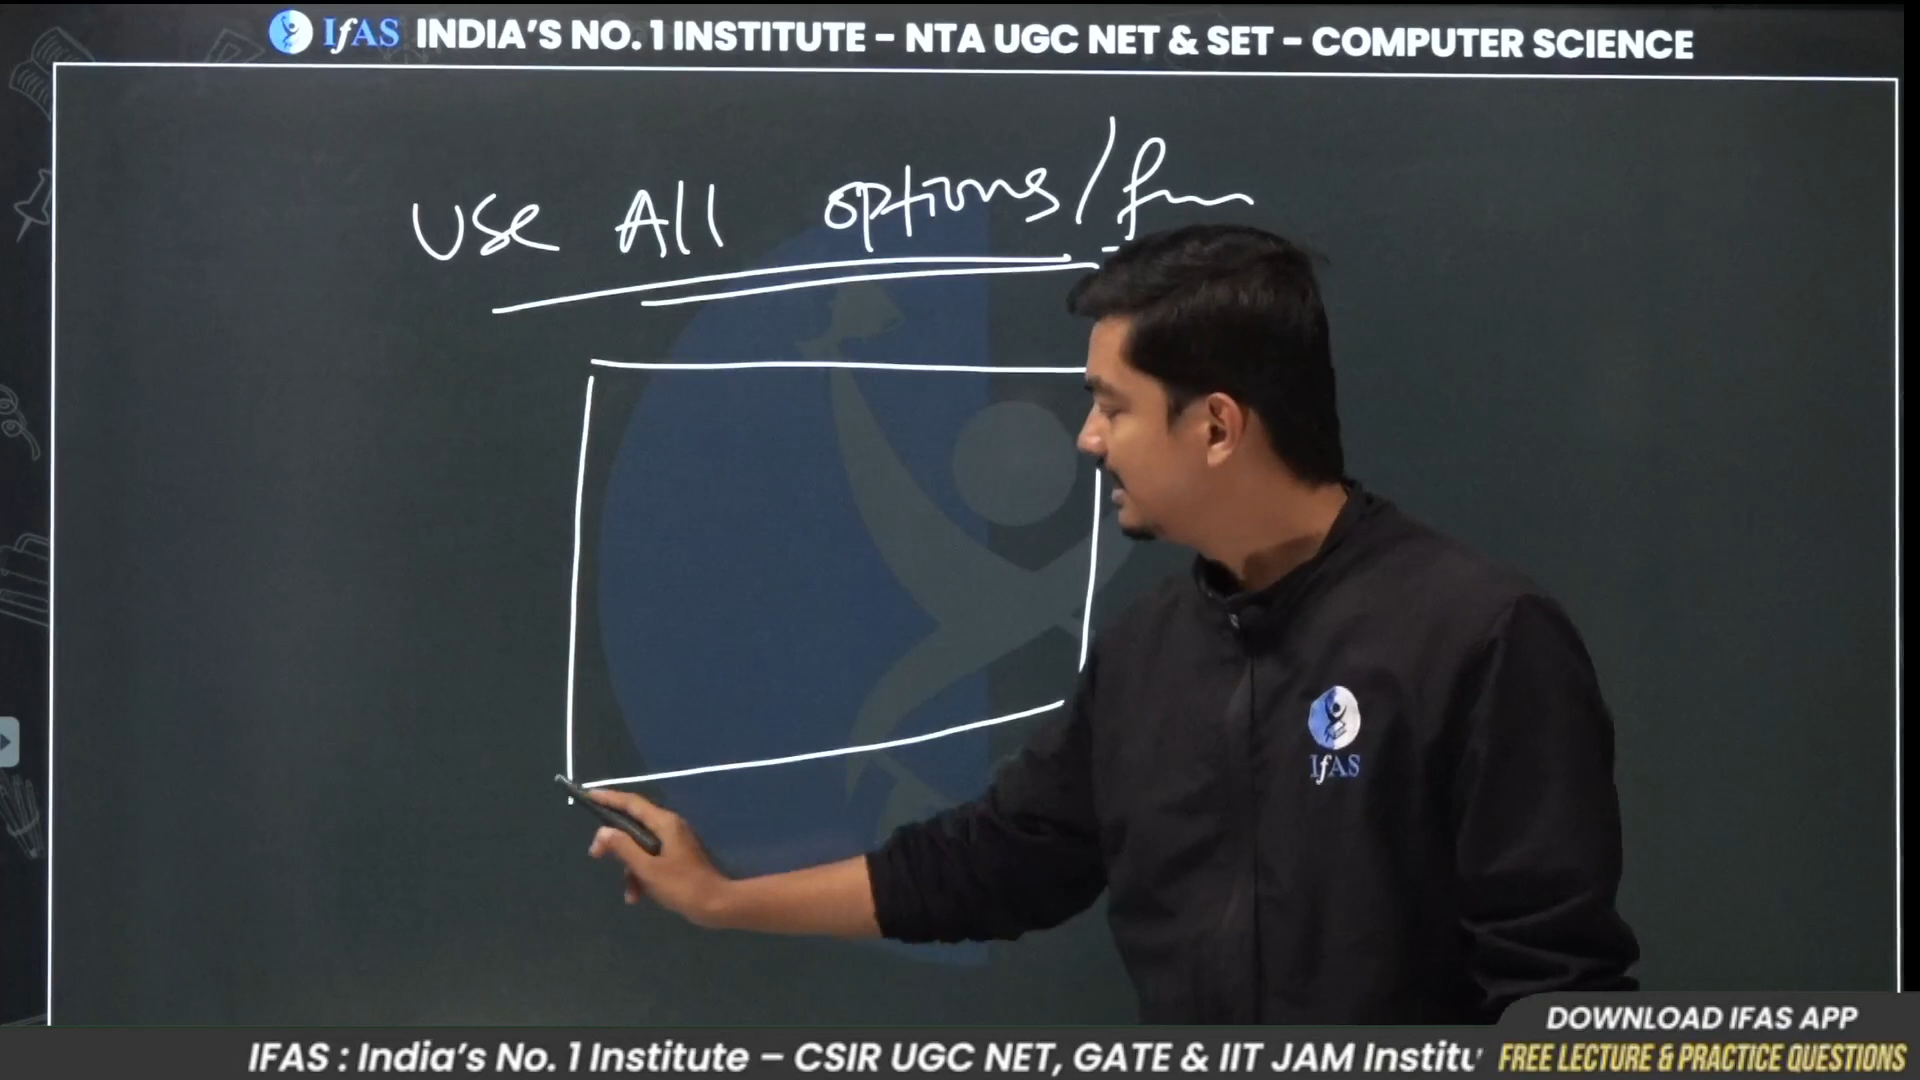 IfAS INDIA'S NO. 1 INSTITUTE – NTA UGC NET & SET – COMPUTER SCIENCE
Use All options/
IfAS
DOWNLOAD IFAS APP
IFAS : India's No. 1 Institute – CSIR UGC NET, GATE & IIT JAM Institu
FREE LECTURE & PRACTICE QUESTIONS